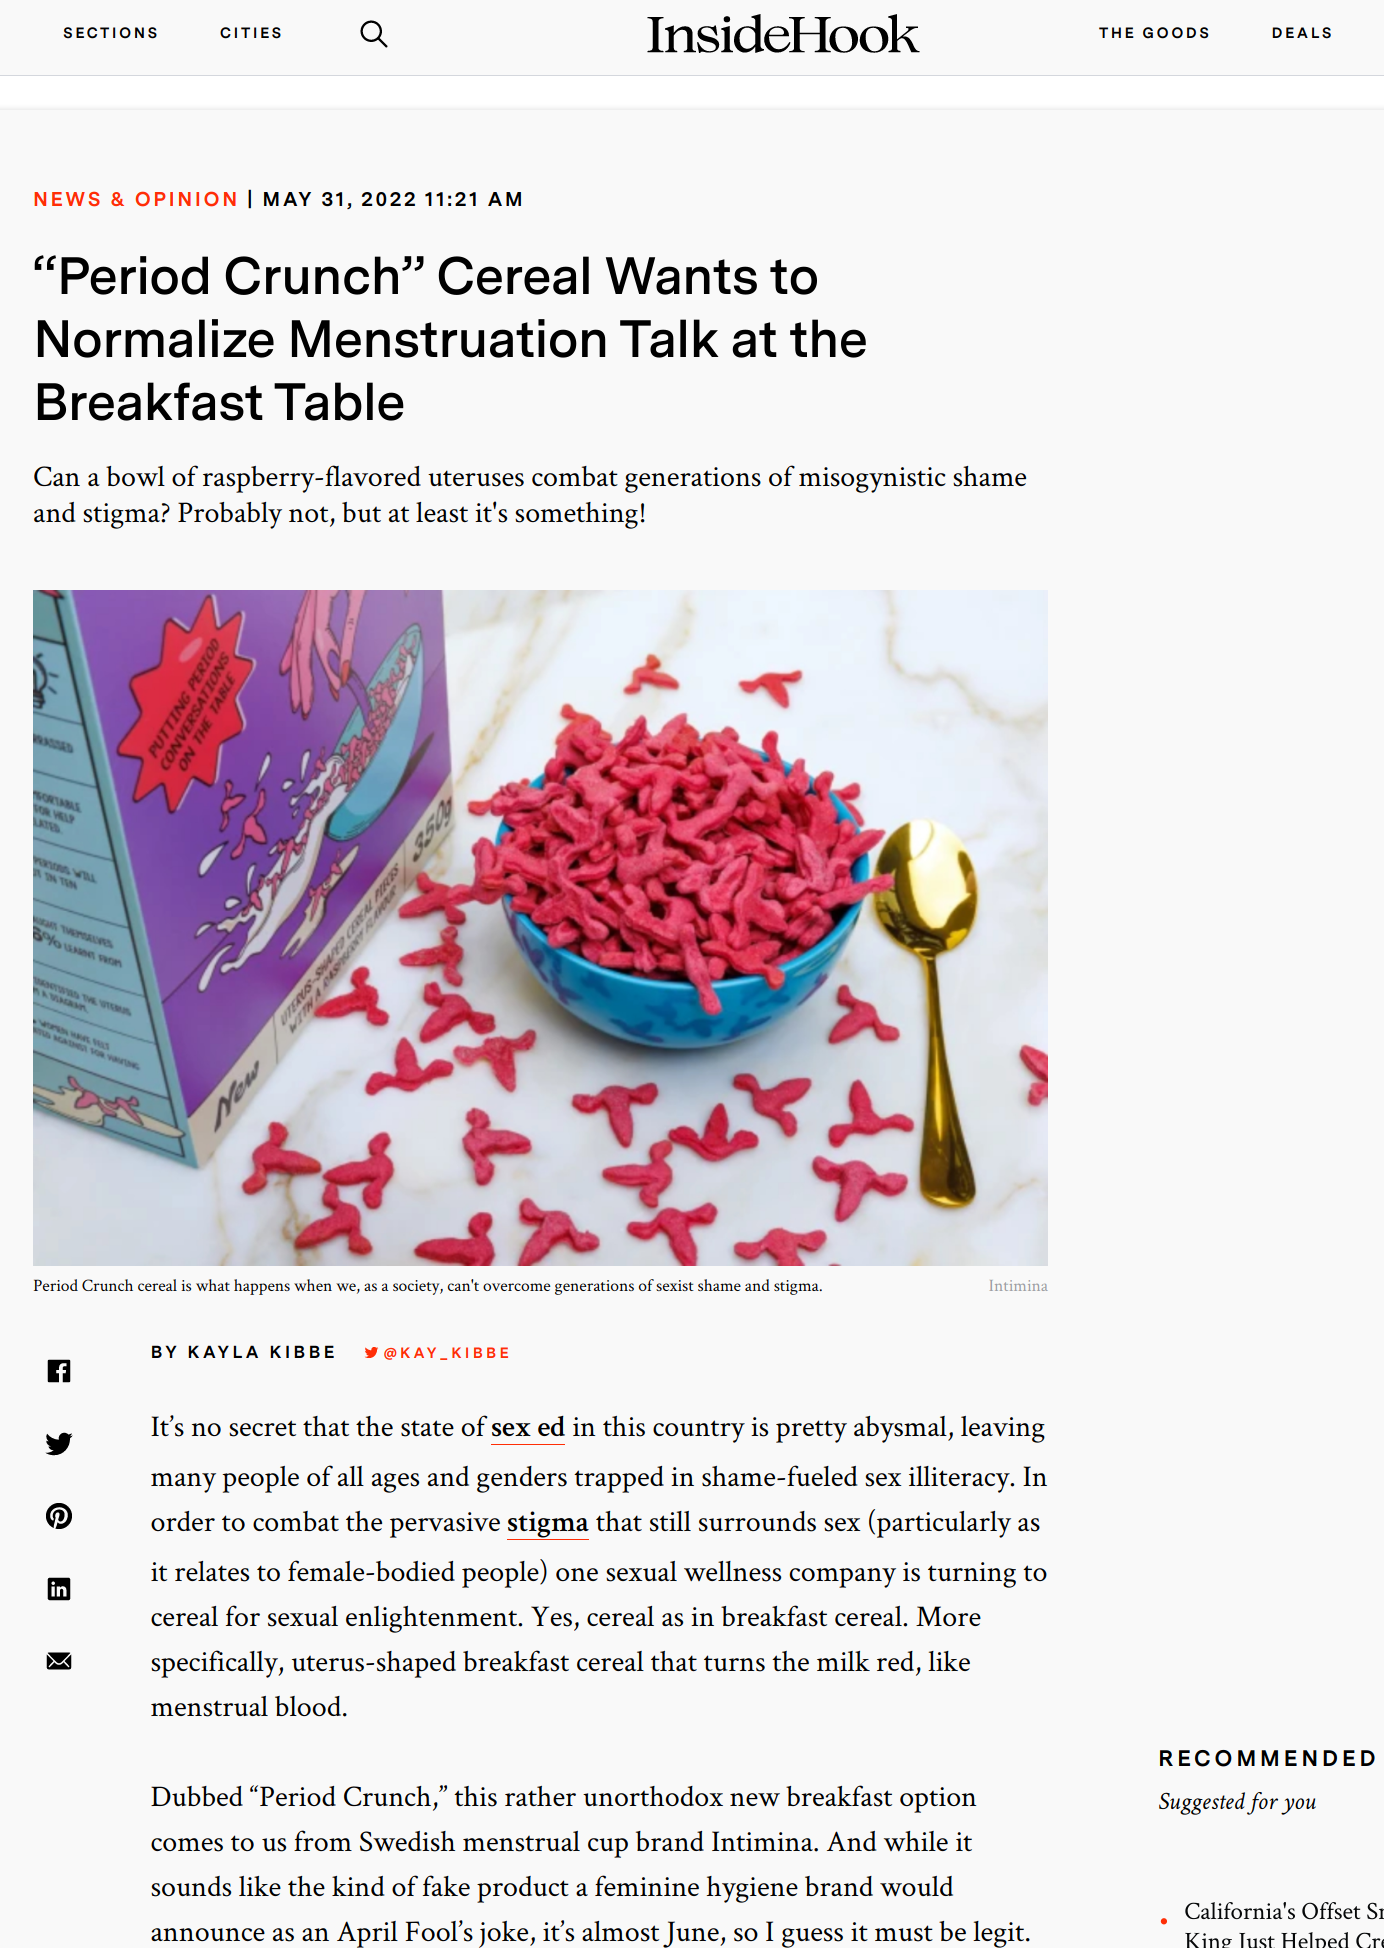 SECTIONS
CITIES
InsideHook
THE GOODS
DEALS
NEWS & OPINION | MAY 31, 2022 11:21 AM
“Period Crunch” Cereal Wants to
Normalize Menstruation Talk at the
Breakfast Table
Can a bowl of raspberry-flavored uteruses combat generations of misogynistic shame
and stigma? Probably not, but at least it's something!
PUTTING PERIOD
CONVERSATIONS
ON THE TABLE
350g
UTERUS-SHAPED CEREAL PIECES
WITH A RASPBERRY FLAVOUR
New
Period Crunch cereal is what happens when we, as a society, can't overcome generations of sexist shame and stigma.
Intimina
BY KAYLA KIBBE
@KAY_KIBBE
It’s no secret that the state of sex ed in this country is pretty abysmal, leaving
many people of all ages and genders trapped in shame-fueled sex illiteracy. In
order to combat the pervasive stigma that still surrounds sex (particularly as
it relates to female-bodied people) one sexual wellness company is turning to
cereal for sexual enlightenment. Yes, cereal as in breakfast cereal. More
specifically, uterus-shaped breakfast cereal that turns the milk red, like
menstrual blood.
Dubbed “Period Crunch,” this rather unorthodox new breakfast option
comes to us from Swedish menstrual cup brand Intimina. And while it
sounds like the kind of fake product a feminine hygiene brand would
announce as an April Fool’s joke, it’s almost June, so I guess it must be legit.
RECOMMENDED
Suggested for you
California's Offset
King Just Helped